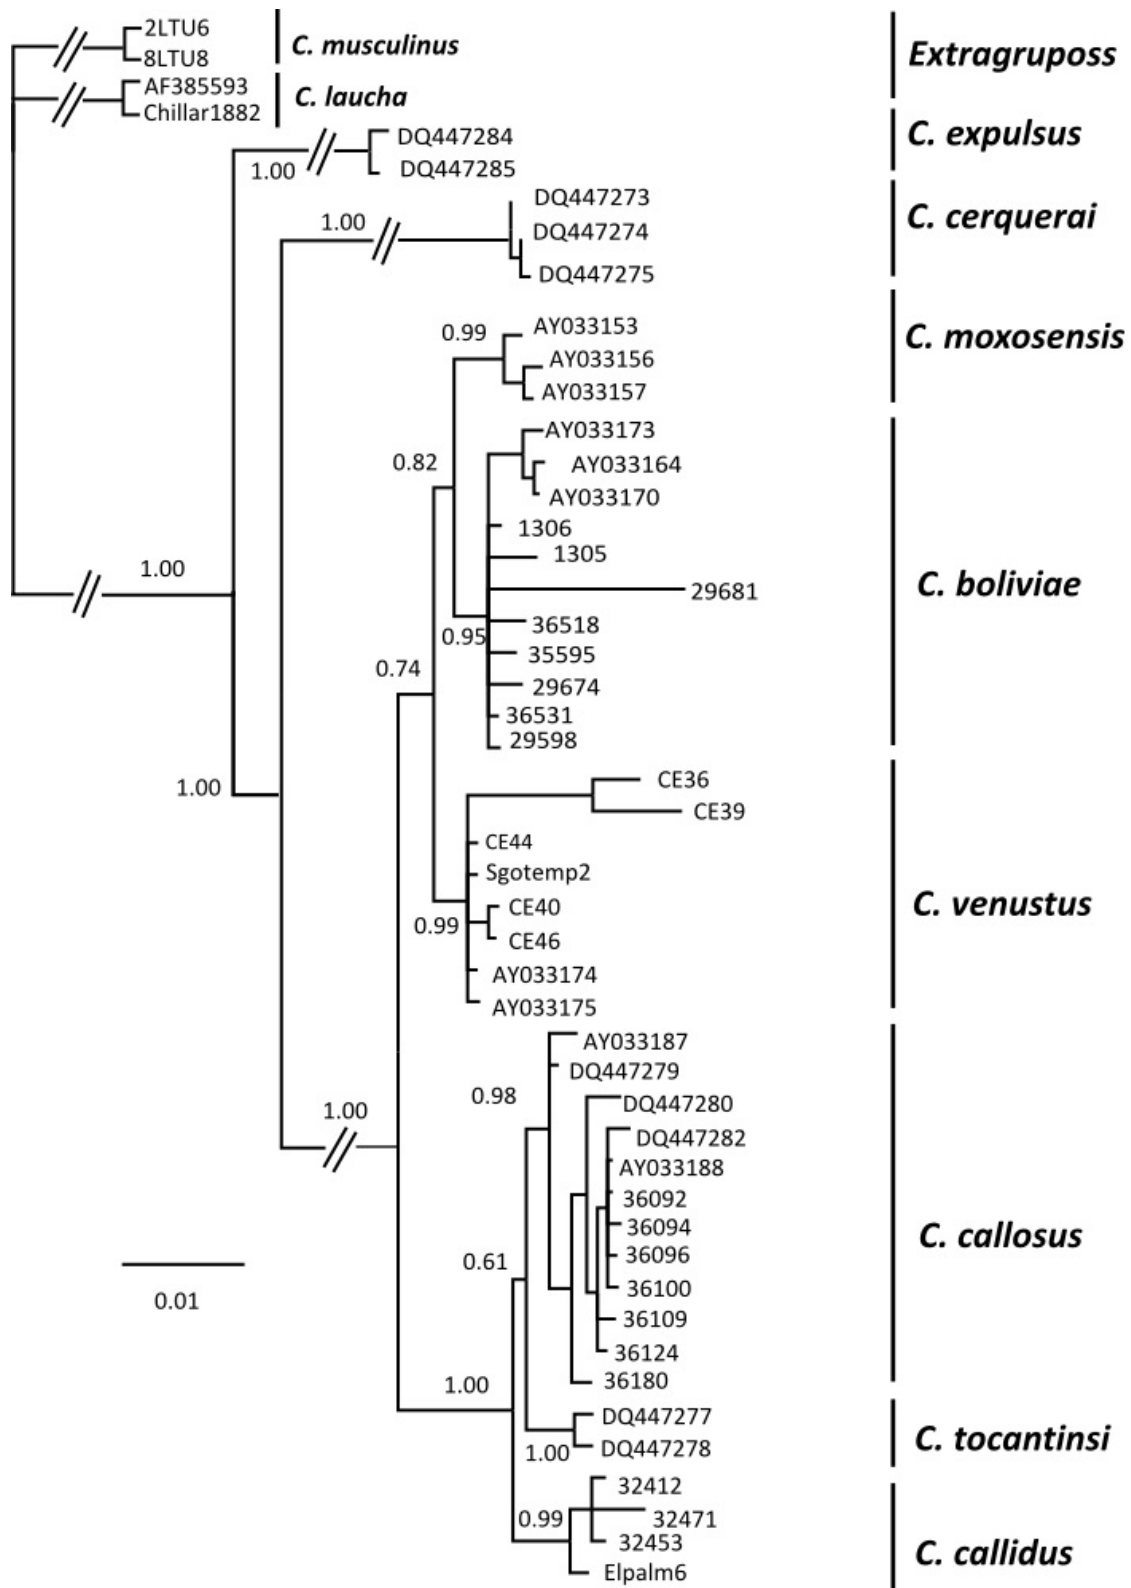 2LTU6
8LTU8
C. musculinus
Extragruposs
AF385593
Chillar1882
C. laucha
DQ447284
DQ447285
1.00
C. expulsus
DQ447273
DQ447274
DQ447275
1.00
C. cerquerai
AY033153
AY033156
AY033157
0.99
C. moxosensis
0.82
AY033173
AY033164
AY033170
1306
1305
29681
36518
35595
29674
36531
29598
0.95
C. boliviae
1.00
0.74
1.00
CE36
CE39
CE44
Sgotemp2
CE40
CE46
AY033174
AY033175
0.99
C. venustus
AY033187
DQ447279
DQ447280
DQ447282
AY033188
36092
36094
36096
36100
36109
36124
36180
0.98
1.00
C. callosus
0.61
0.01
1.00
DQ447277
DQ447278
1.00
C. tocantinsi
32412
32471
32453
Elpalm6
0.99
C. callidus